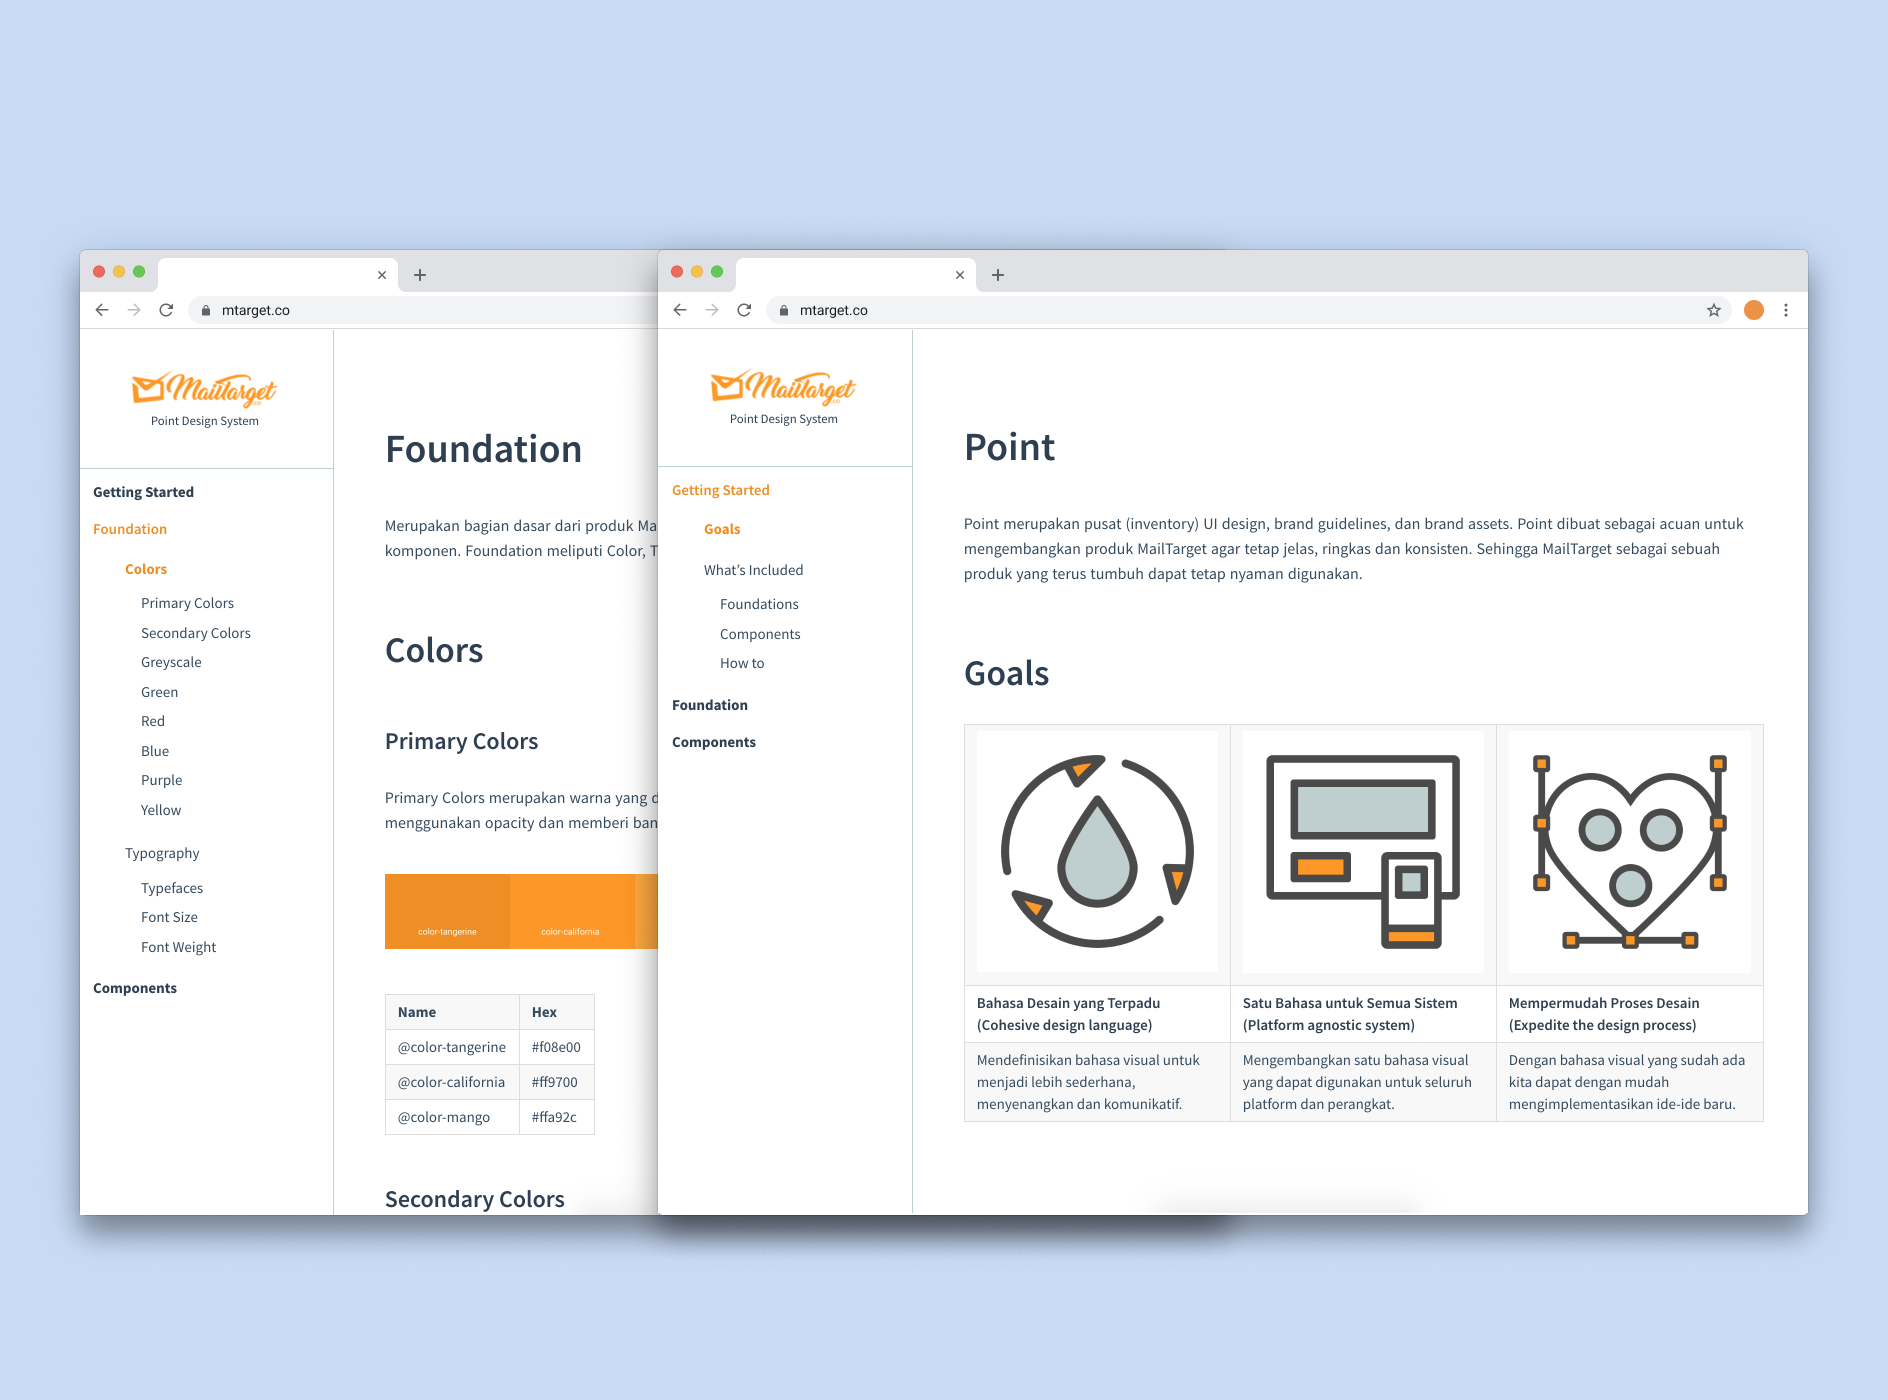 mtarget.co
MailTarget
Point Design System
Getting Started
Foundation
Colors
Primary Colors
Secondary Colors
Greyscale
Green
Red
Blue
Purple
Yellow
Typography
Typefaces
Font Size
Font Weight
Components
Foundation
Merupakan bagian dasar dari produk
komponen. Foundation meliputi Color,
Colors
Primary Colors
Primary Colors merupakan warna yang
menggunakan opacity dan memberi
color-tangerine
color-california
Name Hex
@color-tangerine #f08e00
@color-california #ff9700
@color-mango #ffa92c
Secondary Colors
mtarget.co
MailTarget
Point Design System
Getting Started
Goals
What’s Included
Foundations
Components
How to
Foundation
Components
Point
Point merupakan pusat (inventory) UI design, brand guidelines, dan brand assets. Point dibuat sebagai acuan untuk
mengembangkan produk MailTarget agar tetap jelas, ringkas dan konsisten. Sehingga MailTarget sebagai sebuah
produk yang terus tumbuh dapat tetap nyaman digunakan.
Goals
Bahasa Desain yang Terpadu
(Cohesive design language)
Mendefinisikan bahasa visual untuk
menjadi lebih sederhana,
menyenangkan dan komunikatif.
Satu Bahasa untuk Semua Sistem
(Platform agnostic system)
Mengembangkan satu bahasa visual
yang dapat digunakan untuk seluruh
platform dan perangkat.
Mempermudah Proses Desain
(Expedite the design process)
Dengan bahasa visual yang sudah ada
kita dapat dengan mudah
mengimplementasikan ide-ide baru.